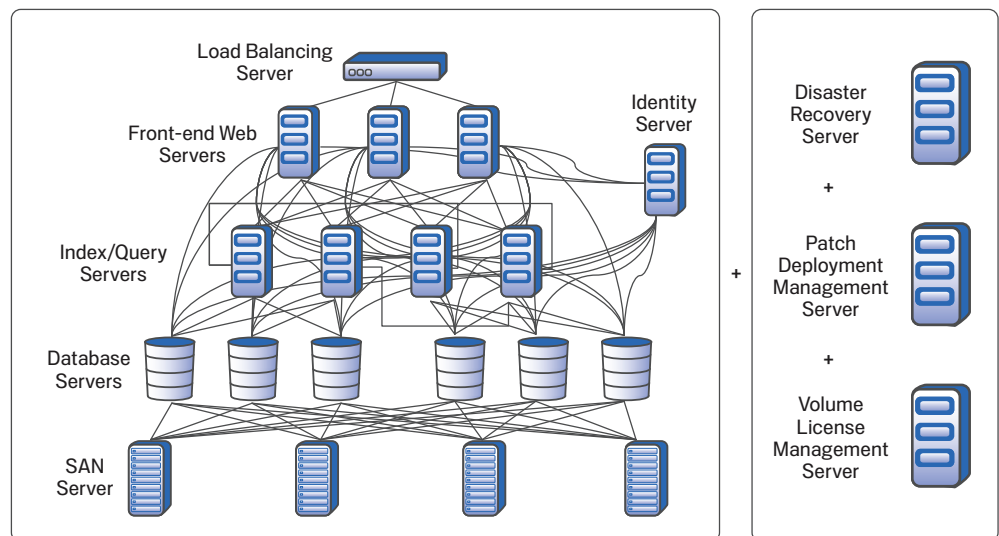 Load Balancing
Server
Front-end Web
Servers
Identity
Server
Index/Query
Servers
Database
Servers
SAN
Server
+
Disaster
Recovery
Server
+
Patch
Deployment
Management
Server
+
Volume
License
Management
Server